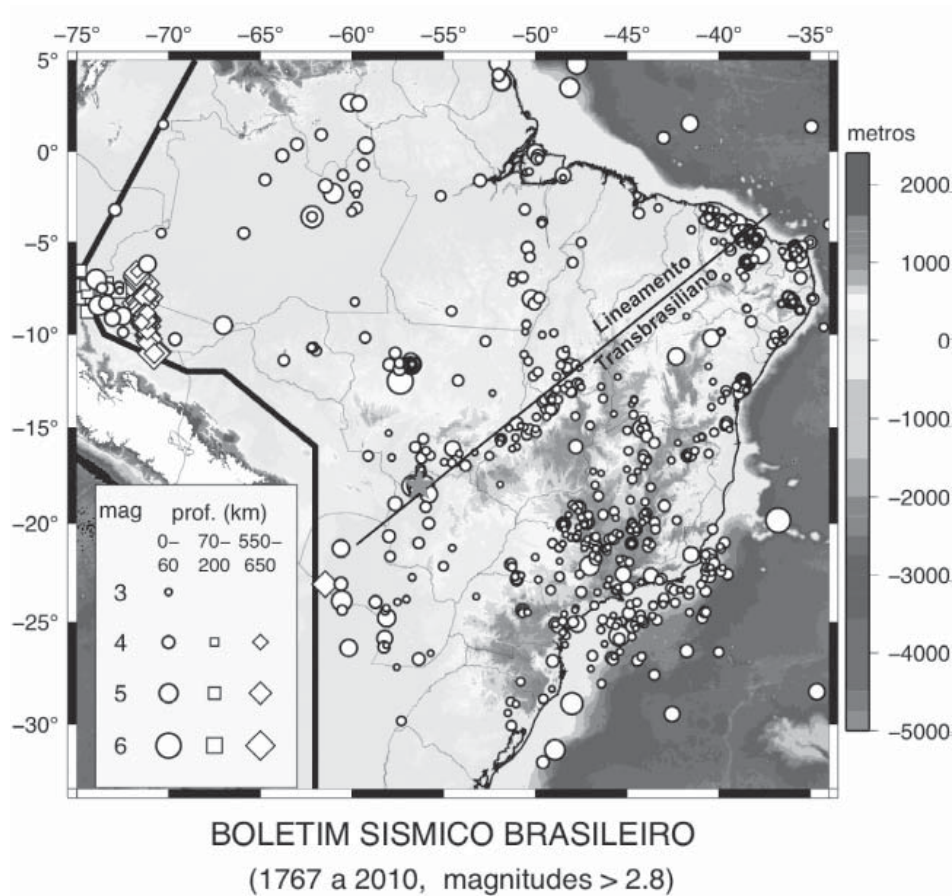 −75° −70° −65° −60° −55° −50° −45° −40° −35°
5°
0°
−5°
−10°
−15°
−20°
−25°
−30°
metros
2000
1000
0
−1000
−2000
−3000
−4000
−5000
Lineamento
Transbrasiliano
mag prof. (km)
0− 70− 550−
60 200 650
3
4
5
6
BOLETIM SISMICO BRASILEIRO
(1767 a 2010, magnitudes > 2.8)